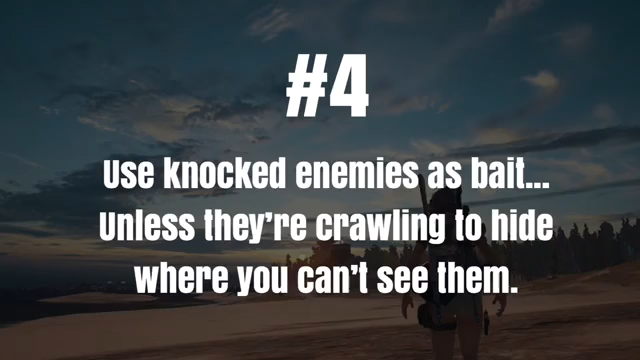 #4
Use knocked enemies as bait...
Unless they're crawling to hide
where you can't see them.